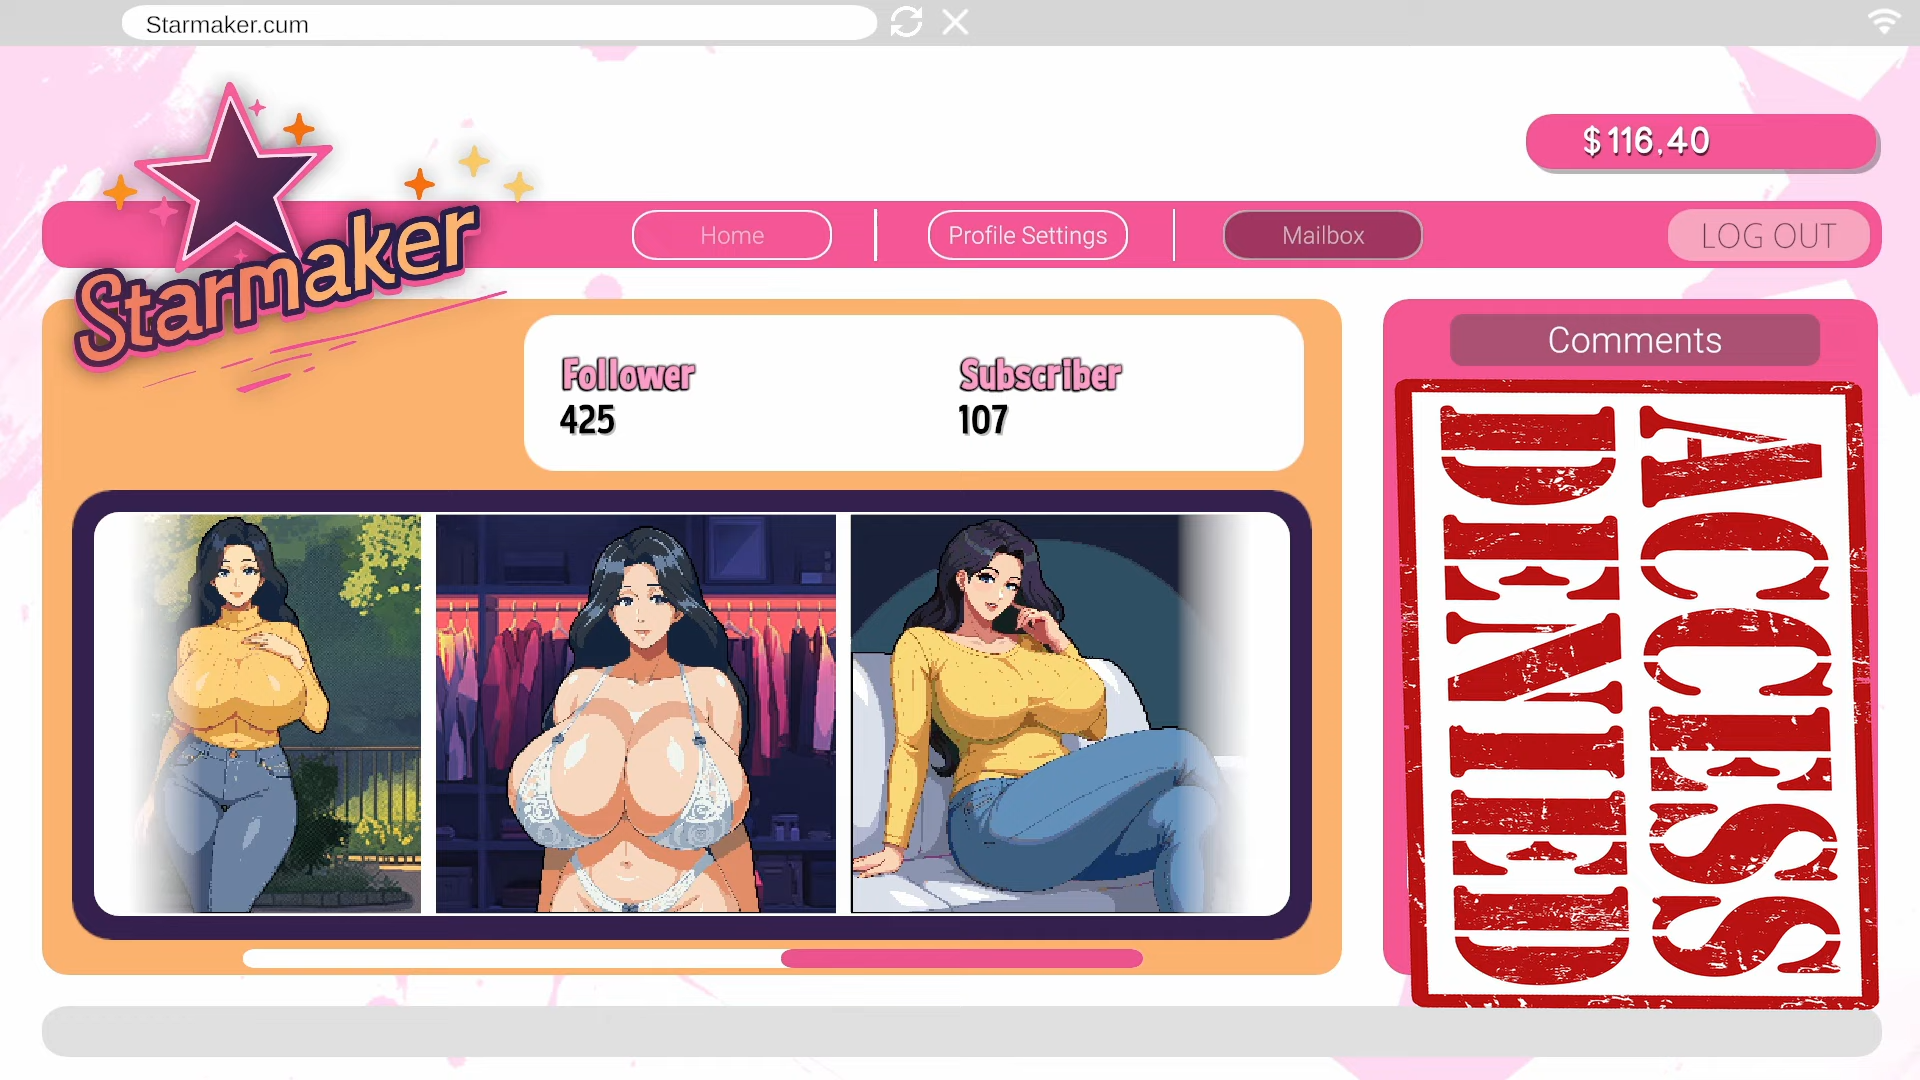 Starmaker.cum
$116,40
Starmaker
Home
Profile Settings
Mailbox
LOG OUT
Follower
425
Subscriber
107
Comments
ACCESS
DENIED